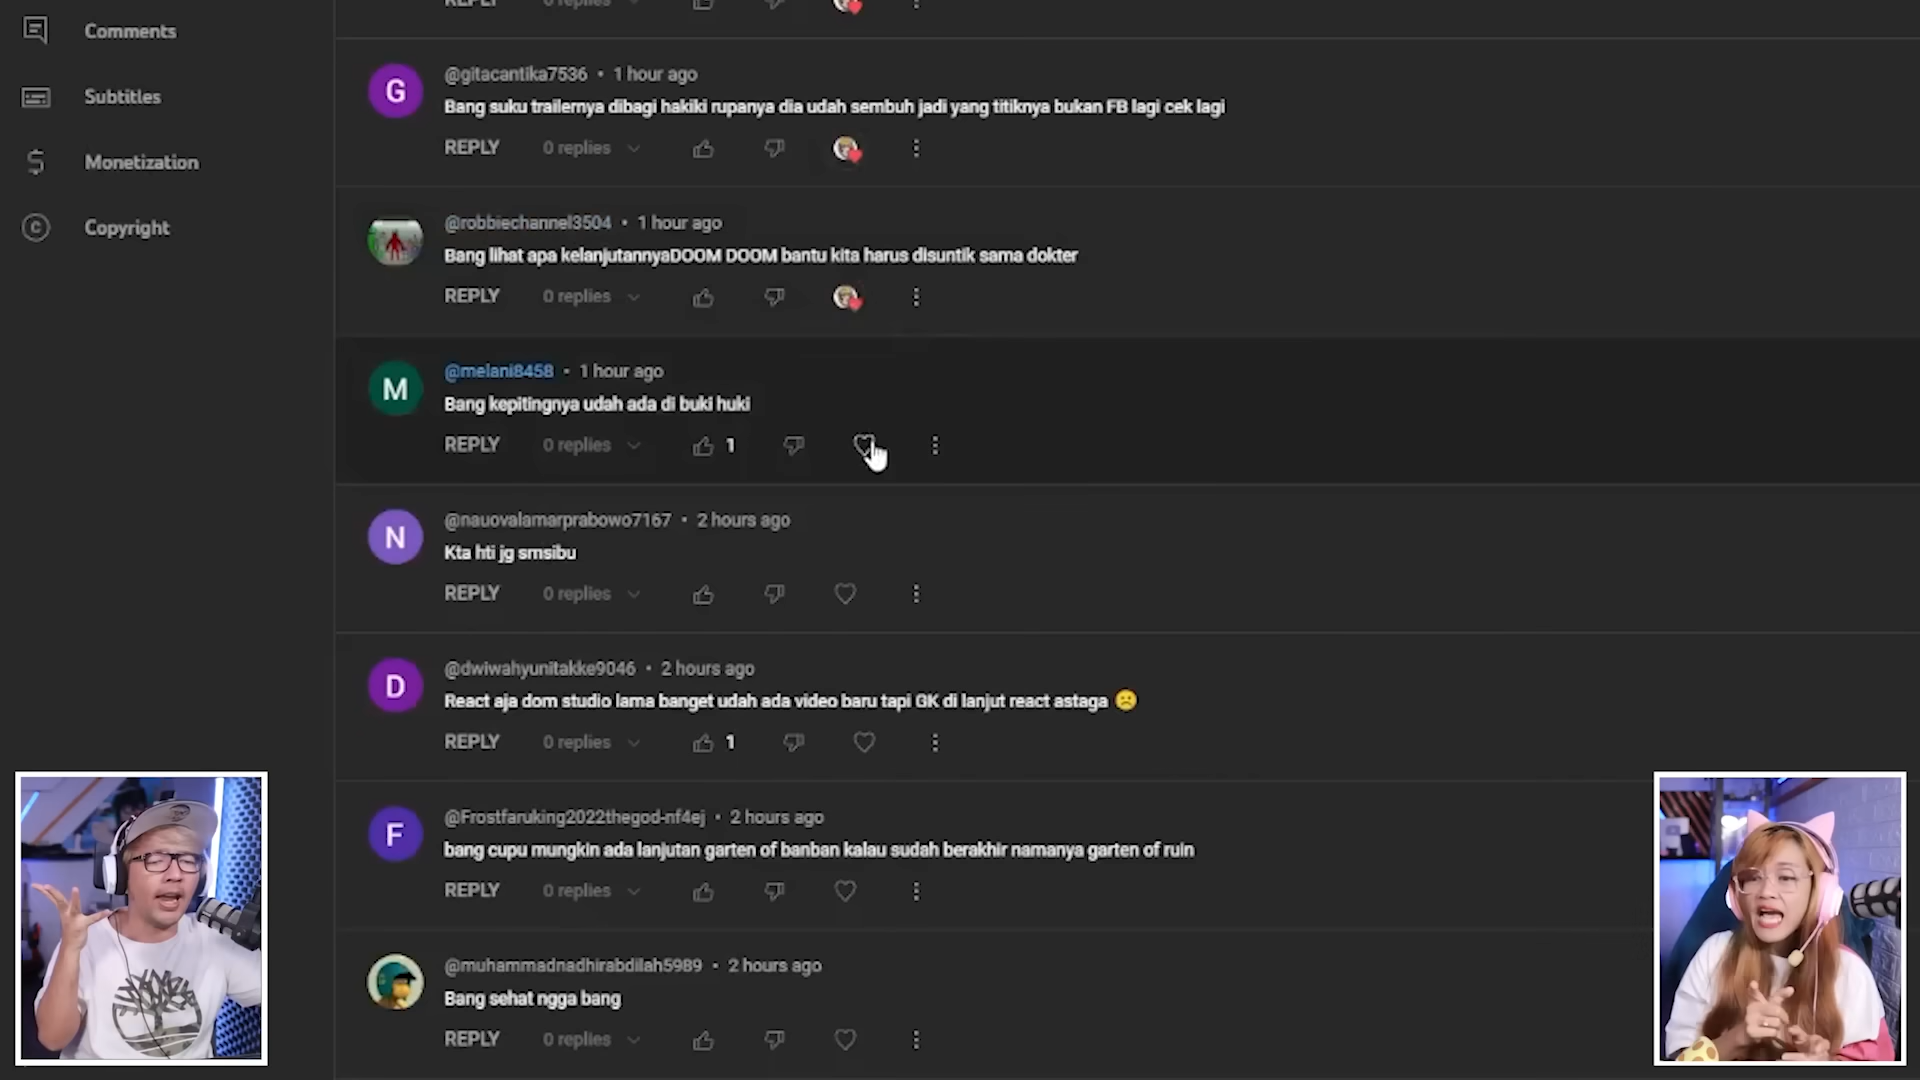 REPLY 0 replies
Comments
Subtitles
Monetization
Copyright
@gitacantika7536 • 1 hour ago
Bang suku trailernya dibagi hakiki rupanya dia udah sembuh jadi yang titiknya bukan FB lagi cek lagi
REPLY 0 replies
@robbiechannel3504 • 1 hour ago
Bang lihat apa kelanjutannyaDOOM DOOM bantu kita harus disuntik sama dokter
REPLY 0 replies
M
@melani8458 • 1 hour ago
Bang kepitingnya udah ada di buki huki
REPLY 0 replies 1
N
@nauovalamarprabowo7167 • 2 hours ago
Kta hti jg smsibu
REPLY 0 replies
D
@dwiwahyunitakke9046 • 2 hours ago
React aja dom studio lama banget udah ada video baru tapi GK di lanjut react astaga ☹️
REPLY 0 replies 1
F
@Frostfaruking2022thegod-nf4ej • 2 hours ago
bang cupu mungkin ada lanjutan garten of banban kalau sudah berakhir namanya garten of ruin
REPLY 0 replies
@muhammadnadhirabdilah5989 • 2 hours ago
Bang sehat ngga bang
REPLY 0 replies